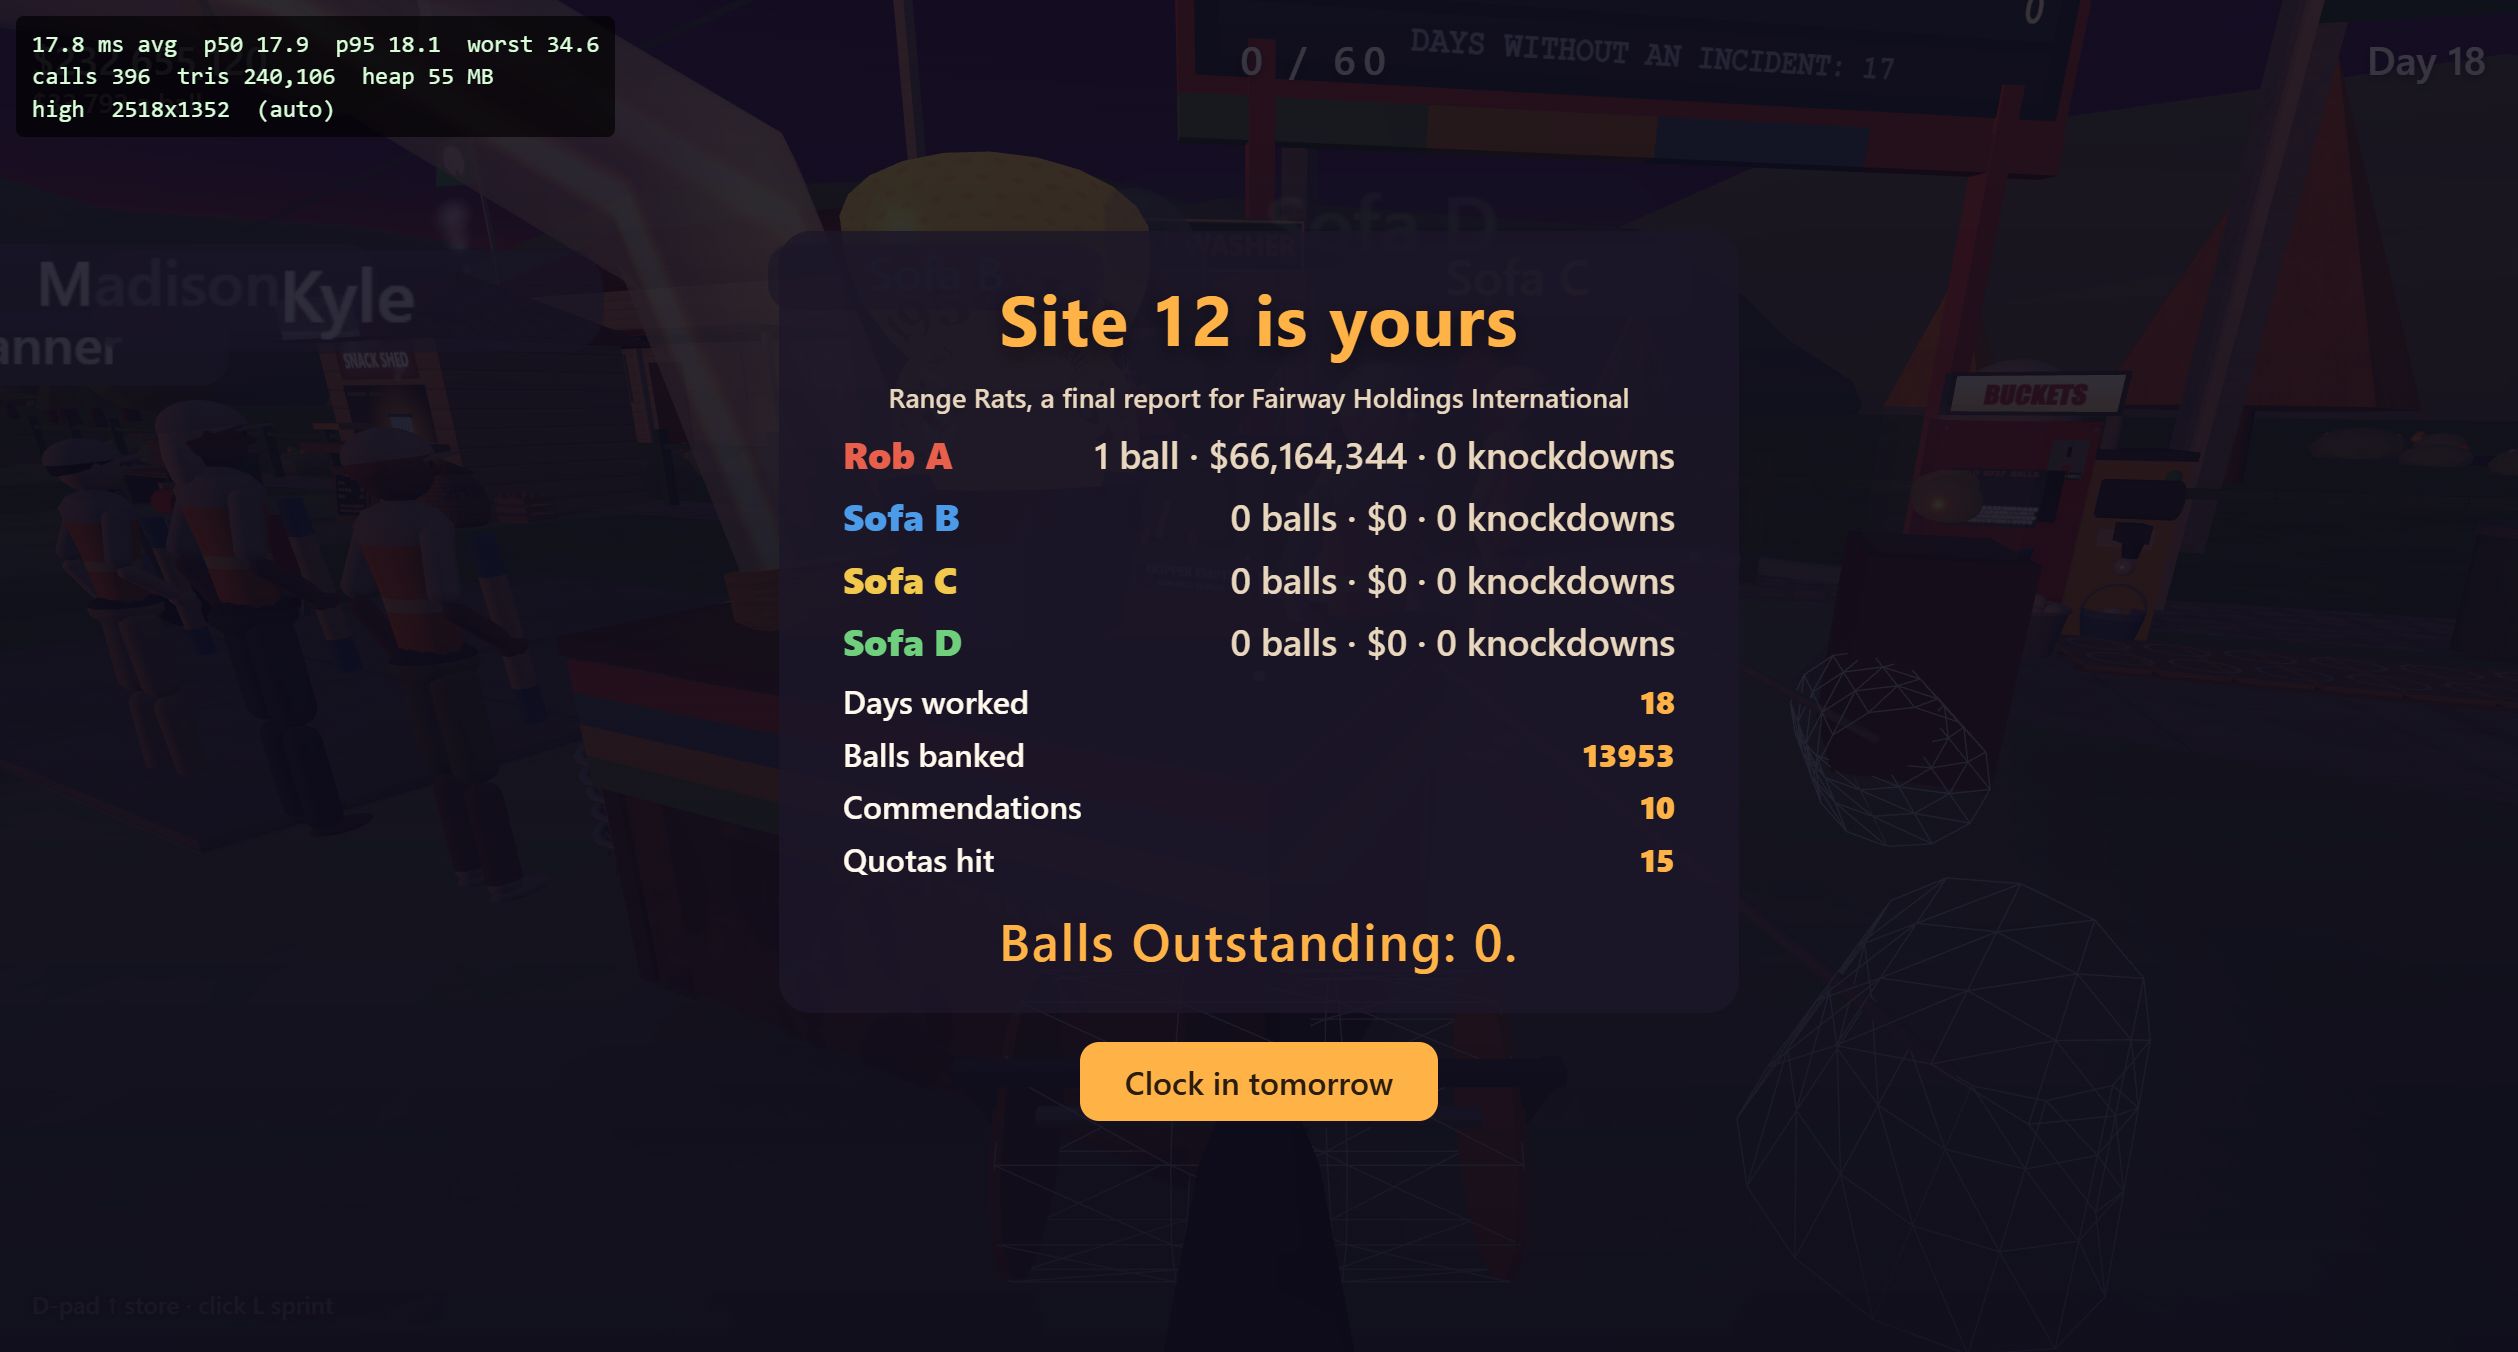 17.8 ms avg p50 17.9 p95 18.1 worst 34.6
calls 396 tris 240,106 heap 55 MB
high 2518x1352 (auto)
0
0 / 60
DAYS WITHOUT AN INCIDENT: 17
Day 18
Sofa D
WASHER
Sofa B
Sofa C
Madison
Kyle
anner
SNACK SHED
BUCKETS
Site 12 is yours
Range Rats, a final report for Fairway Holdings International
Rob A 1 ball · $66,164,344 · 0 knockdowns
Sofa B 0 balls · $0 · 0 knockdowns
Sofa C 0 balls · $0 · 0 knockdowns
Sofa D 0 balls · $0 · 0 knockdowns
Days worked 18
Balls banked 13953
Commendations 10
Quotas hit 15
Balls Outstanding: 0.
Clock in tomorrow
D-pad ↑ store · click L sprint